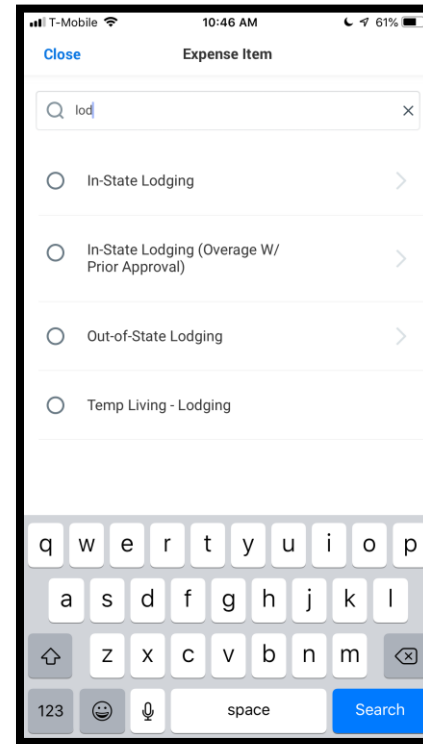 T-Mobile 10:46 AM 61%
Close Expense Item
lod
In-State Lodging
In-State Lodging (Overage W/
Prior Approval)
Out-of-State Lodging
Temp Living - Lodging
q w e r t y u i o p
a s d f g h j k l
z x c v b n m
123 space Search